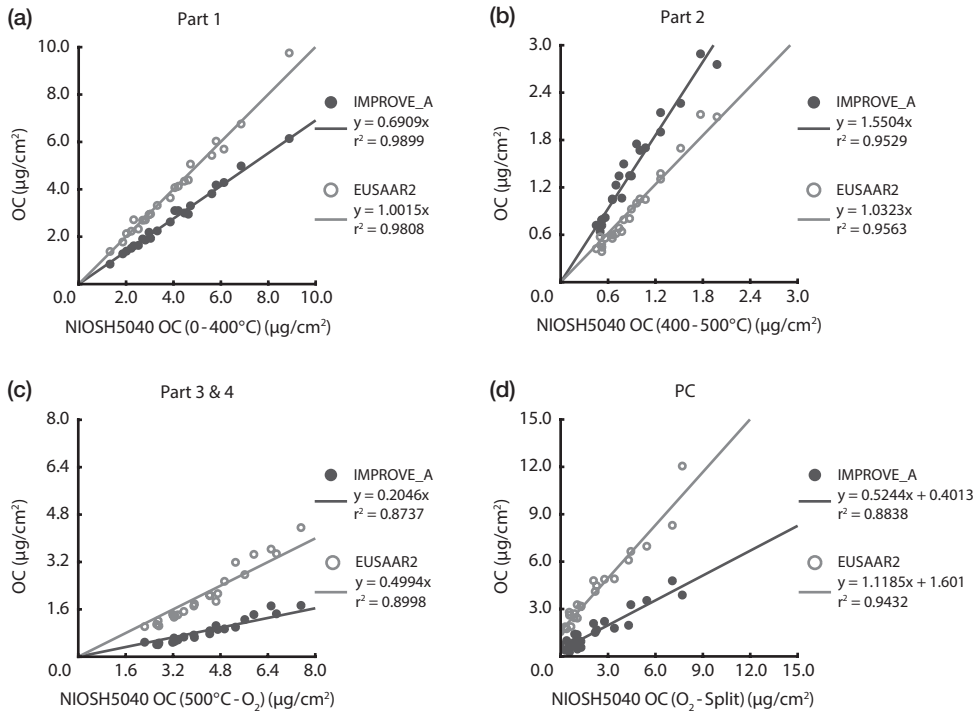 (a)
Part 1
OC (μg/cm²)
10.0
8.0
6.0
4.0
2.0
0.0
2.0
4.0
6.0
8.0
10.0
NIOSH5040 OC (0-400°C) (μg/cm²)
IMPROVE_A
y = 0.6909x
r² = 0.9899
EUSAAR2
y = 1.0015x
r² = 0.9808
(b)
Part 2
OC (μg/cm²)
3.0
2.4
1.8
1.2
0.6
0.0
0.6
1.2
1.8
2.4
3.0
NIOSH5040 OC (400-500°C) (μg/cm²)
IMPROVE_A
y = 1.5504x
r² = 0.9529
EUSAAR2
y = 1.0323x
r² = 0.9563
(c)
Part 3 & 4
OC (μg/cm²)
8.0
6.4
4.8
3.2
1.6
0.0
1.6
3.2
4.8
6.4
8.0
NIOSH5040 OC (500°C-O₂) (μg/cm²)
IMPROVE_A
y = 0.2046x
r² = 0.8737
EUSAAR2
y = 0.4994x
r² = 0.8998
(d)
PC
OC (μg/cm²)
15.0
12.0
9.0
6.0
3.0
0.0
3.0
6.0
9.0
12.0
15.0
NIOSH5040 OC (O₂-Split) (μg/cm²)
IMPROVE_A
y = 0.5244x + 0.4013
r² = 0.8838
EUSAAR2
y = 1.1185x + 1.601
r² = 0.9432